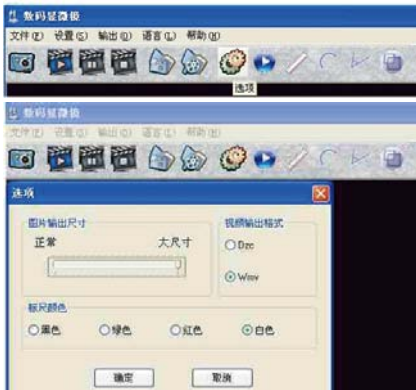 数码显微镜
文件(F) 设置(S) 输出(O) 语言(L) 帮助(H)
选项
数码显微镜
文件(F) 设置(S) 输出(O) 语言(L) 帮助(H)
选项
图片输出尺寸
正常 大尺寸
视频输出格式
Dzc
Wmv
标尺颜色
黑色 绿色 红色 白色
确定 取消